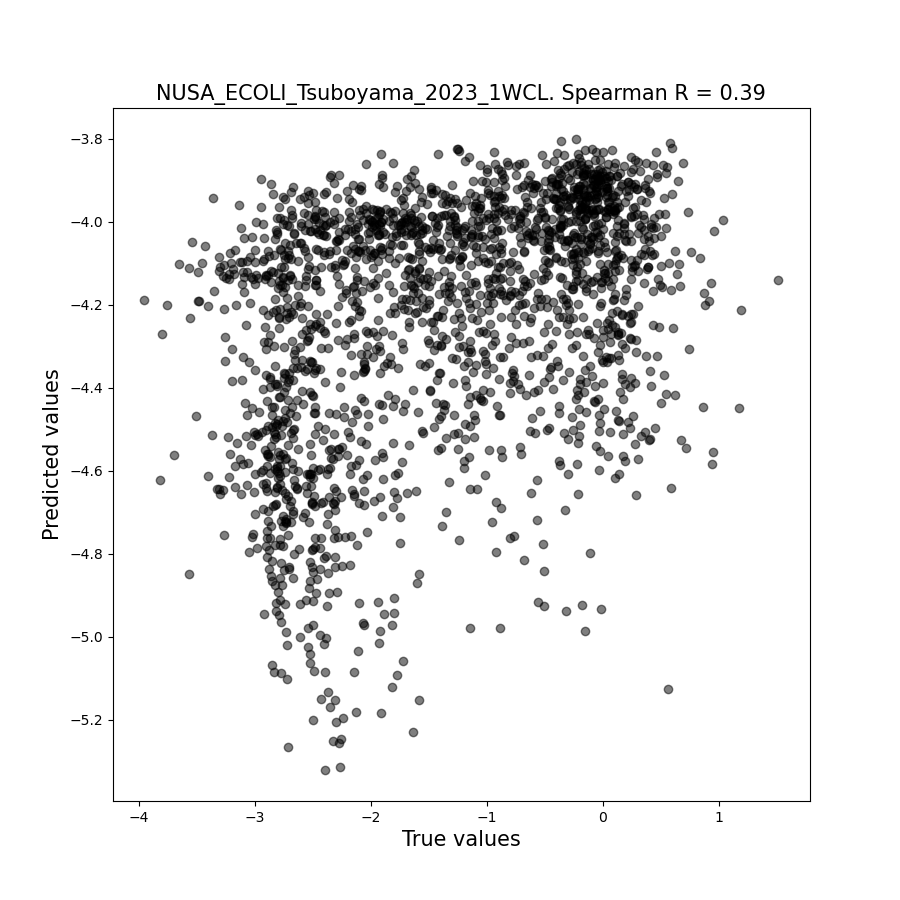 NUSA_ECOLI_Tsuboyama_2023_1WCL. Spearman R = 0.39
−3.8
−4.0
−4.2
−4.4
−4.6
−4.8
−5.0
−5.2
Predicted values
−4 −3 −2 −1 0 1
True values